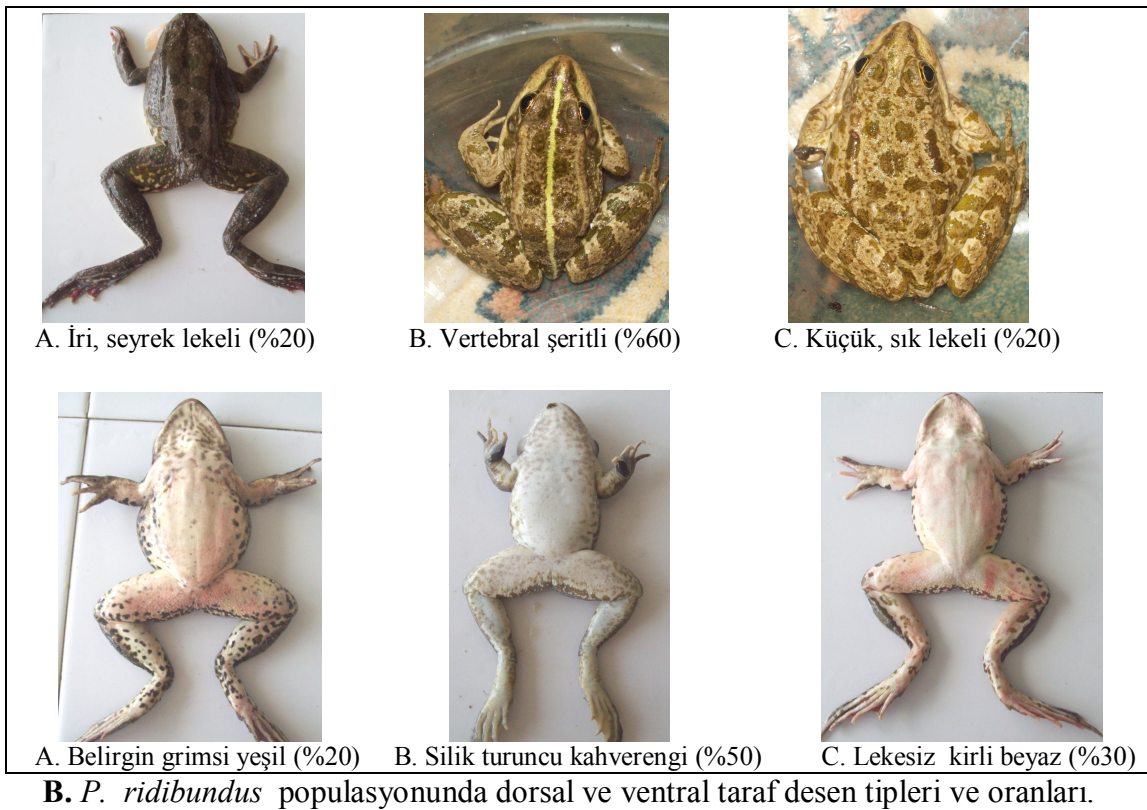 A. İri, seyrek lekeli (%20)
B. Vertebral şeritli (%60)
C. Küçük, sık lekeli (%20)
A. Belirgin grimsi yeşil (%20)
B. Silik turuncu kahverengi (%50)
C. Lekesiz kirli beyaz (%30)
B. P. ridibundus populasyonunda dorsal ve ventral taraf desen tipleri ve oranları.